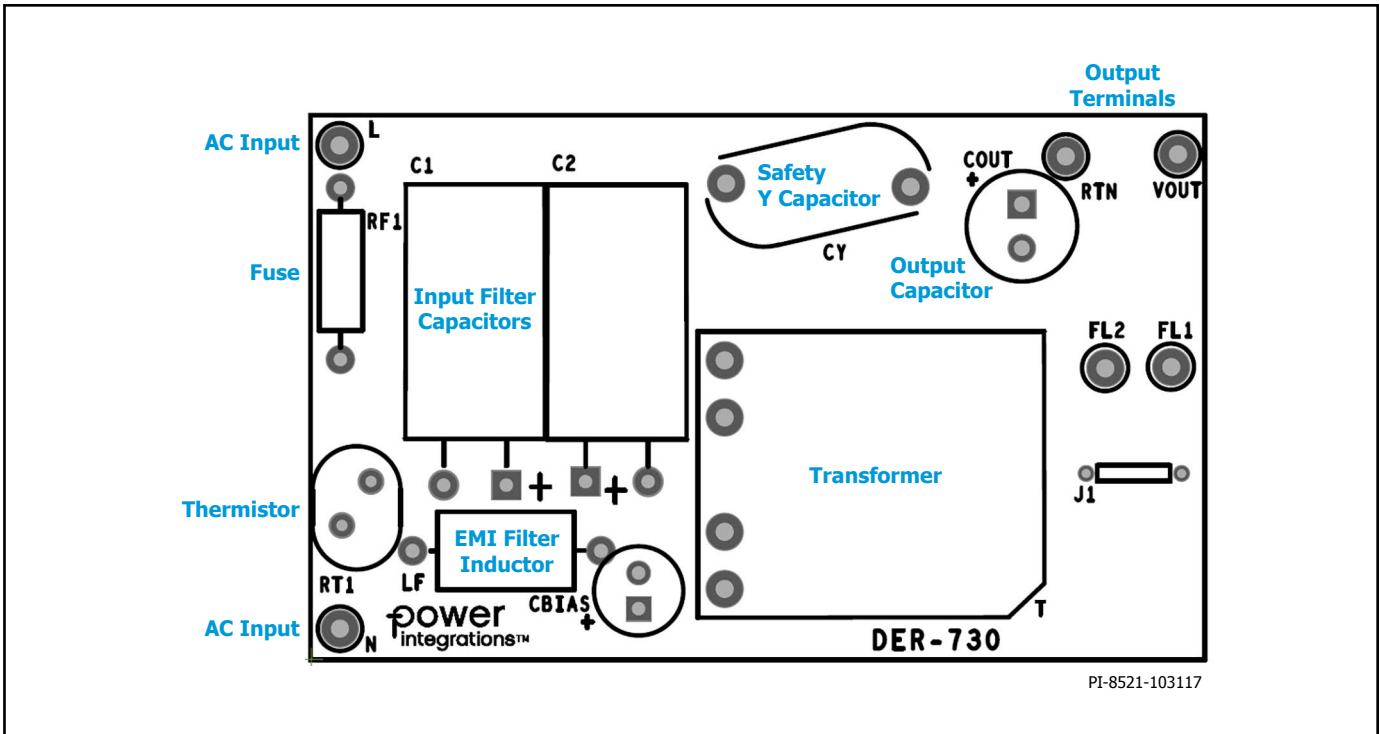 Output
Terminals
AC Input
L
C1
C2
COUT
+
RTN
VOUT
Safety
Y Capacitor
CY
RF1
Fuse
Output
Capacitor
Input Filter
Capacitors
FL2
FL1
+
+
Transformer
J1
Thermistor
EMI Filter
Inductor
RT1
LF
CBIAS
+
T
AC Input
N
power
integrations™
DER-730
PI-8521-103117